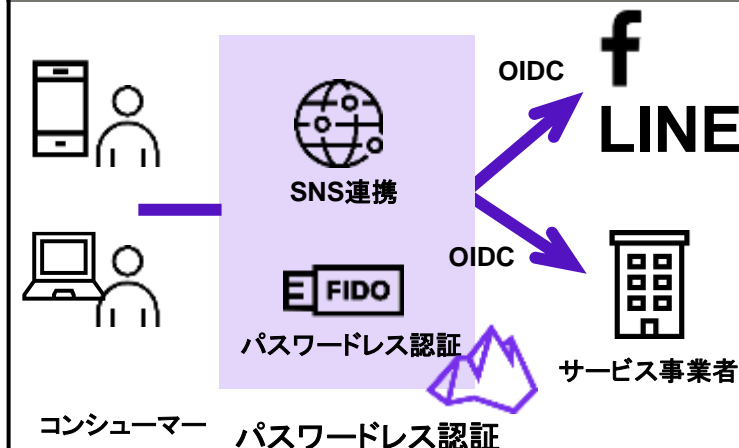 OIDC
f
LINE
SNS連携
OIDC
FIDO
パスワードレス認証
サービス事業者
コンシューマー
パスワードレス認証